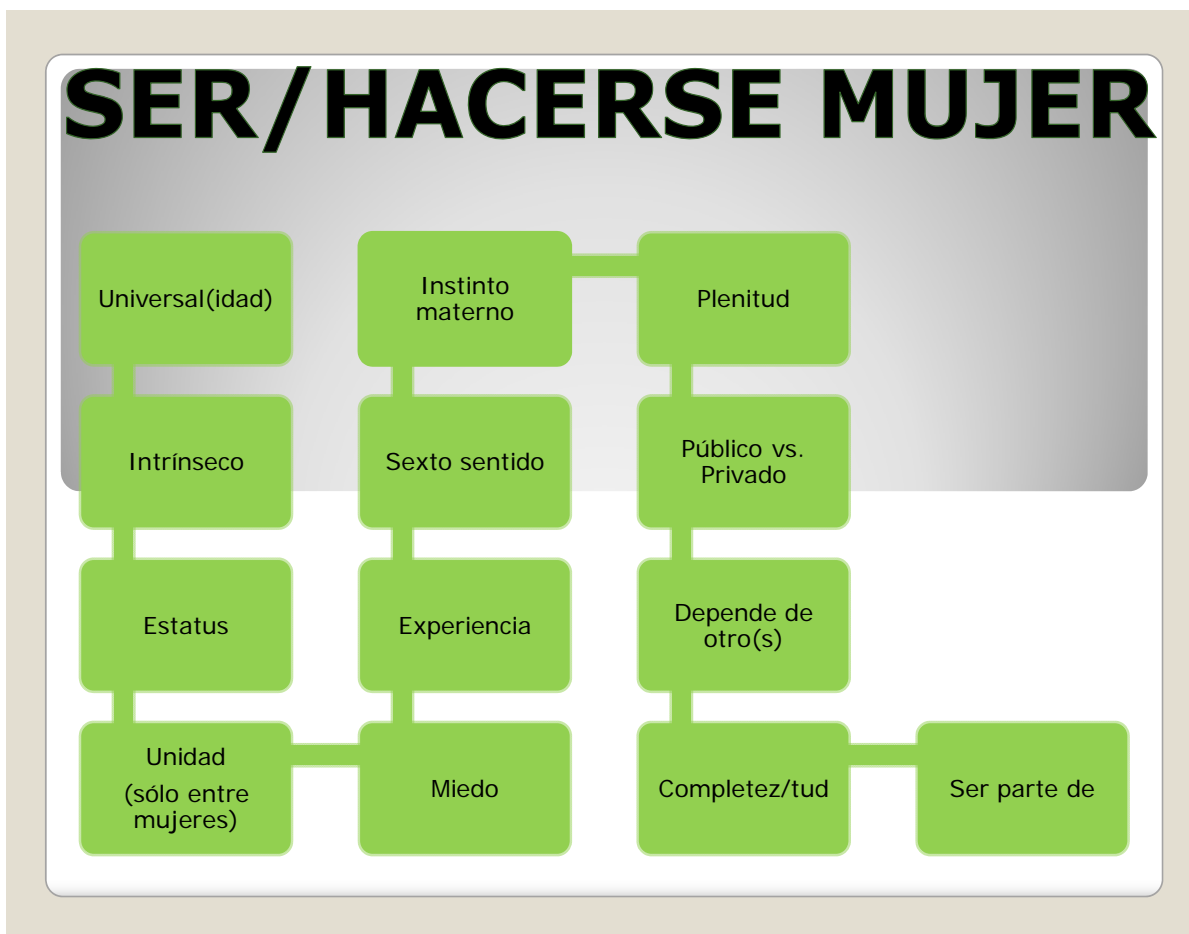 SER/HACERSE MUJER
Universal(idad)
Intrínseco
Estatus
Unidad
(sólo entre
mujeres)
Miedo
Experiencia
Sexto sentido
Instinto
materno
Plenitud
Público vs.
Privado
Depende de
otro(s)
Completez/tud
Ser parte de